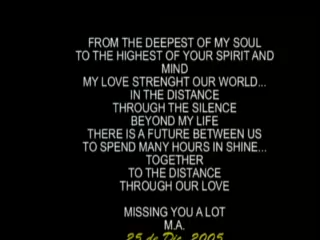 FROM THE DEEPEST OF MY SOUL
TO THE HIGHEST OF YOUR SPIRIT AND
MIND
MY LOVE STRENGHT OUR WORLD...
IN THE DISTANCE
THROUGH THE SILENCE
BEYOND MY LIFE
THERE IS A FUTURE BETWEEN US
TO SPEND MANY HOURS IN SHINE...
TOGETHER
TO THE DISTANCE
THROUGH OUR LOVE
MISSING YOU A LOT
M.A.
25 de Dic. 2005